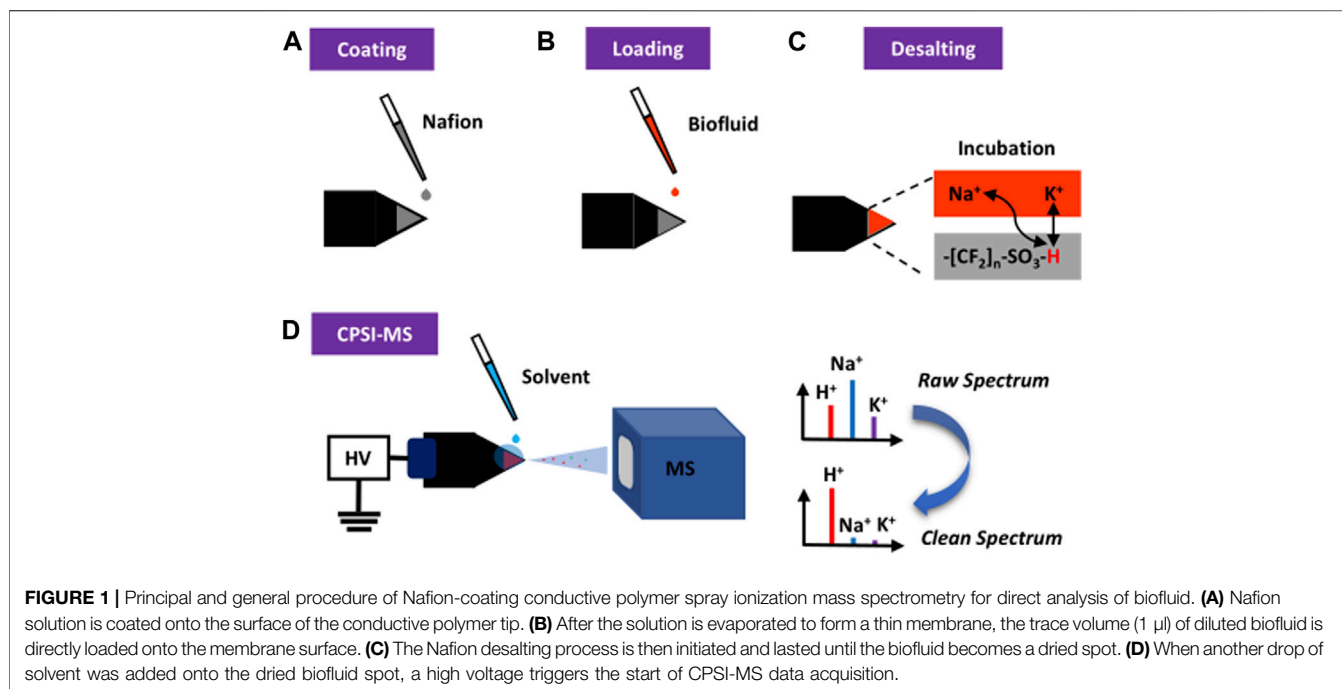 A
Coating
B
Loading
C
Desalting
Nafion
Biofluid
Incubation
Na⁺
K⁺
-[CF₂]ₙ-SO₃-H
D
CPSI-MS
Solvent
HV
MS
Na⁺
H⁺
K⁺
Raw Spectrum
H⁺
Na⁺ K⁺
Clean Spectrum
FIGURE 1 | Principal and general procedure of Nafion-coating conductive polymer spray ionization mass spectrometry for direct analysis of biofluid. (A) Nafion
solution is coated onto the surface of the conductive polymer tip. (B) After the solution is evaporated to form a thin membrane, the trace volume (1 µl) of diluted biofluid is
directly loaded onto the membrane surface. (C) The Nafion desalting process is then initiated and lasted until the biofluid becomes a dried spot. (D) When another drop of
solvent was added onto the dried biofluid spot, a high voltage triggers the start of CPSI-MS data acquisition.